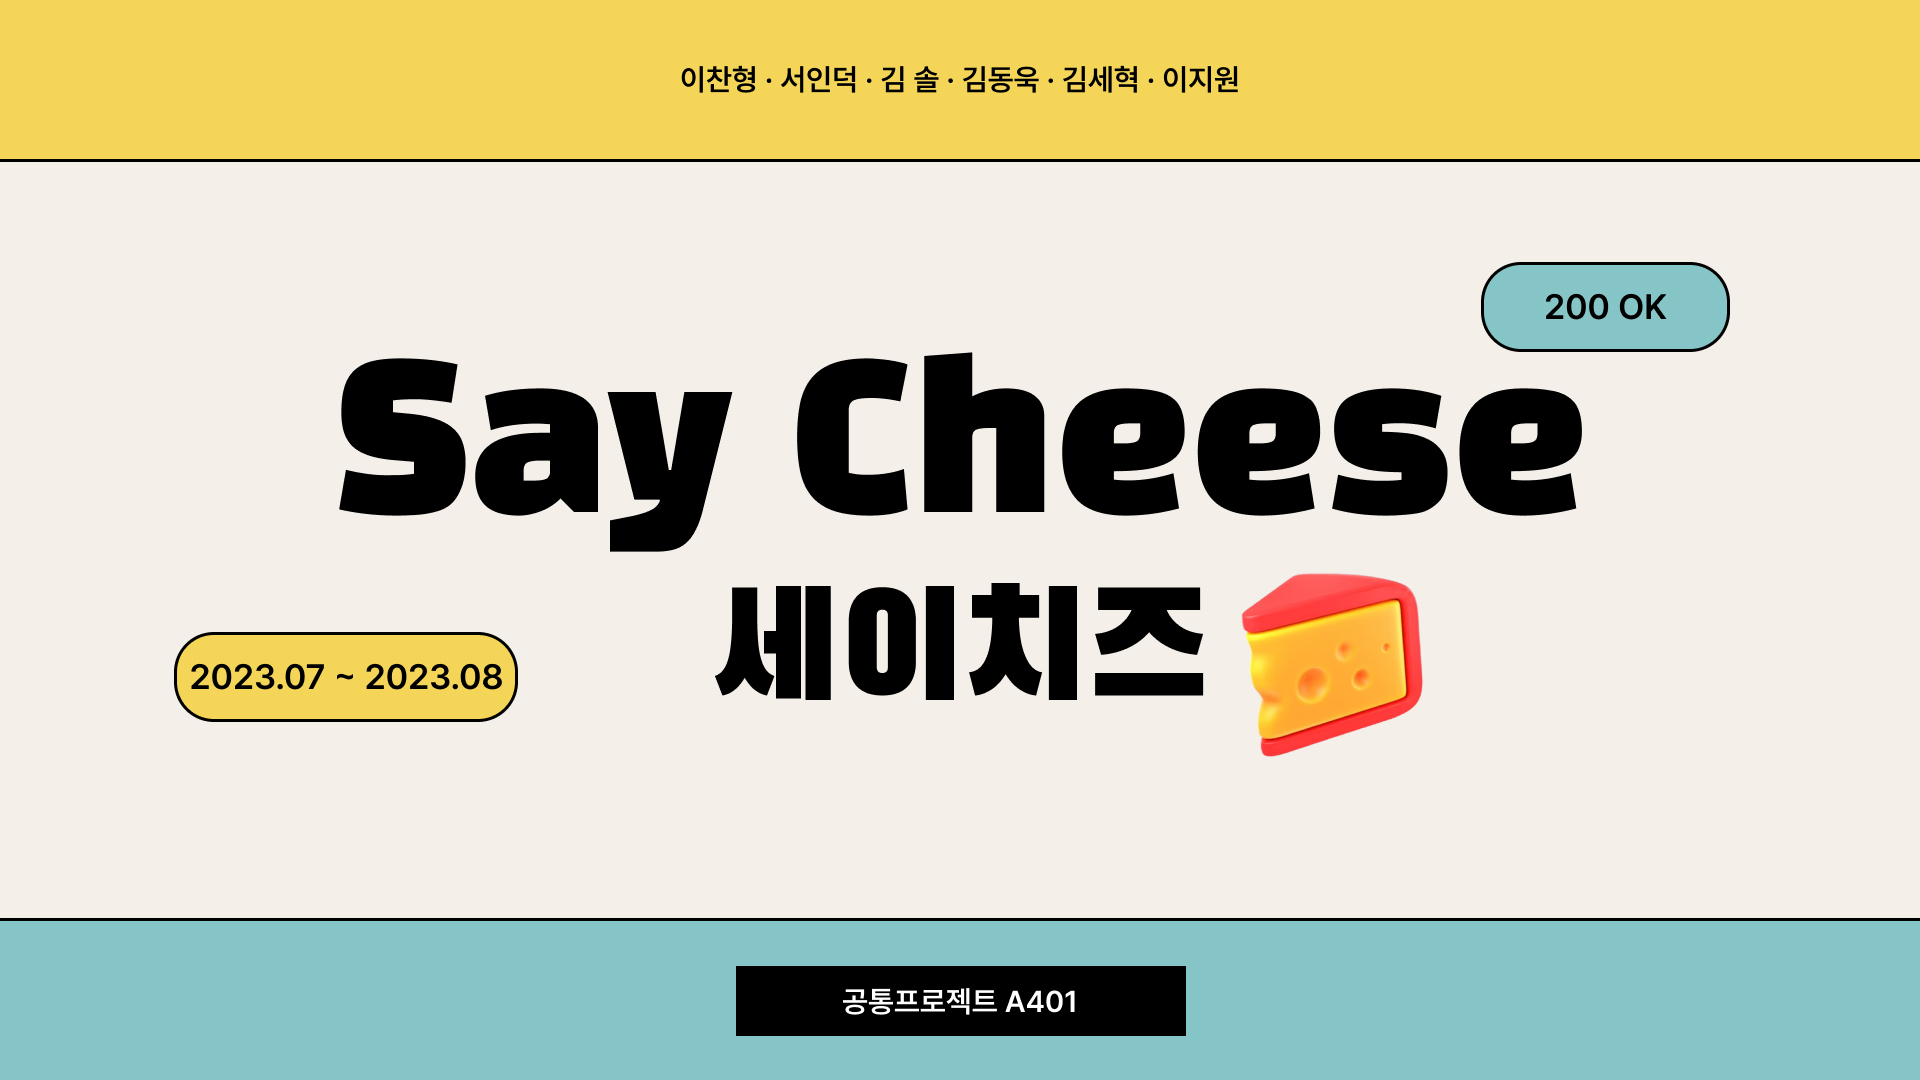 이찬형 · 서인덕 · 김 솔 · 김동욱 · 김세혁 · 이지원
200 OK
Say Cheese
세이치즈
2023.07 ~ 2023.08
공통프로젝트 A401